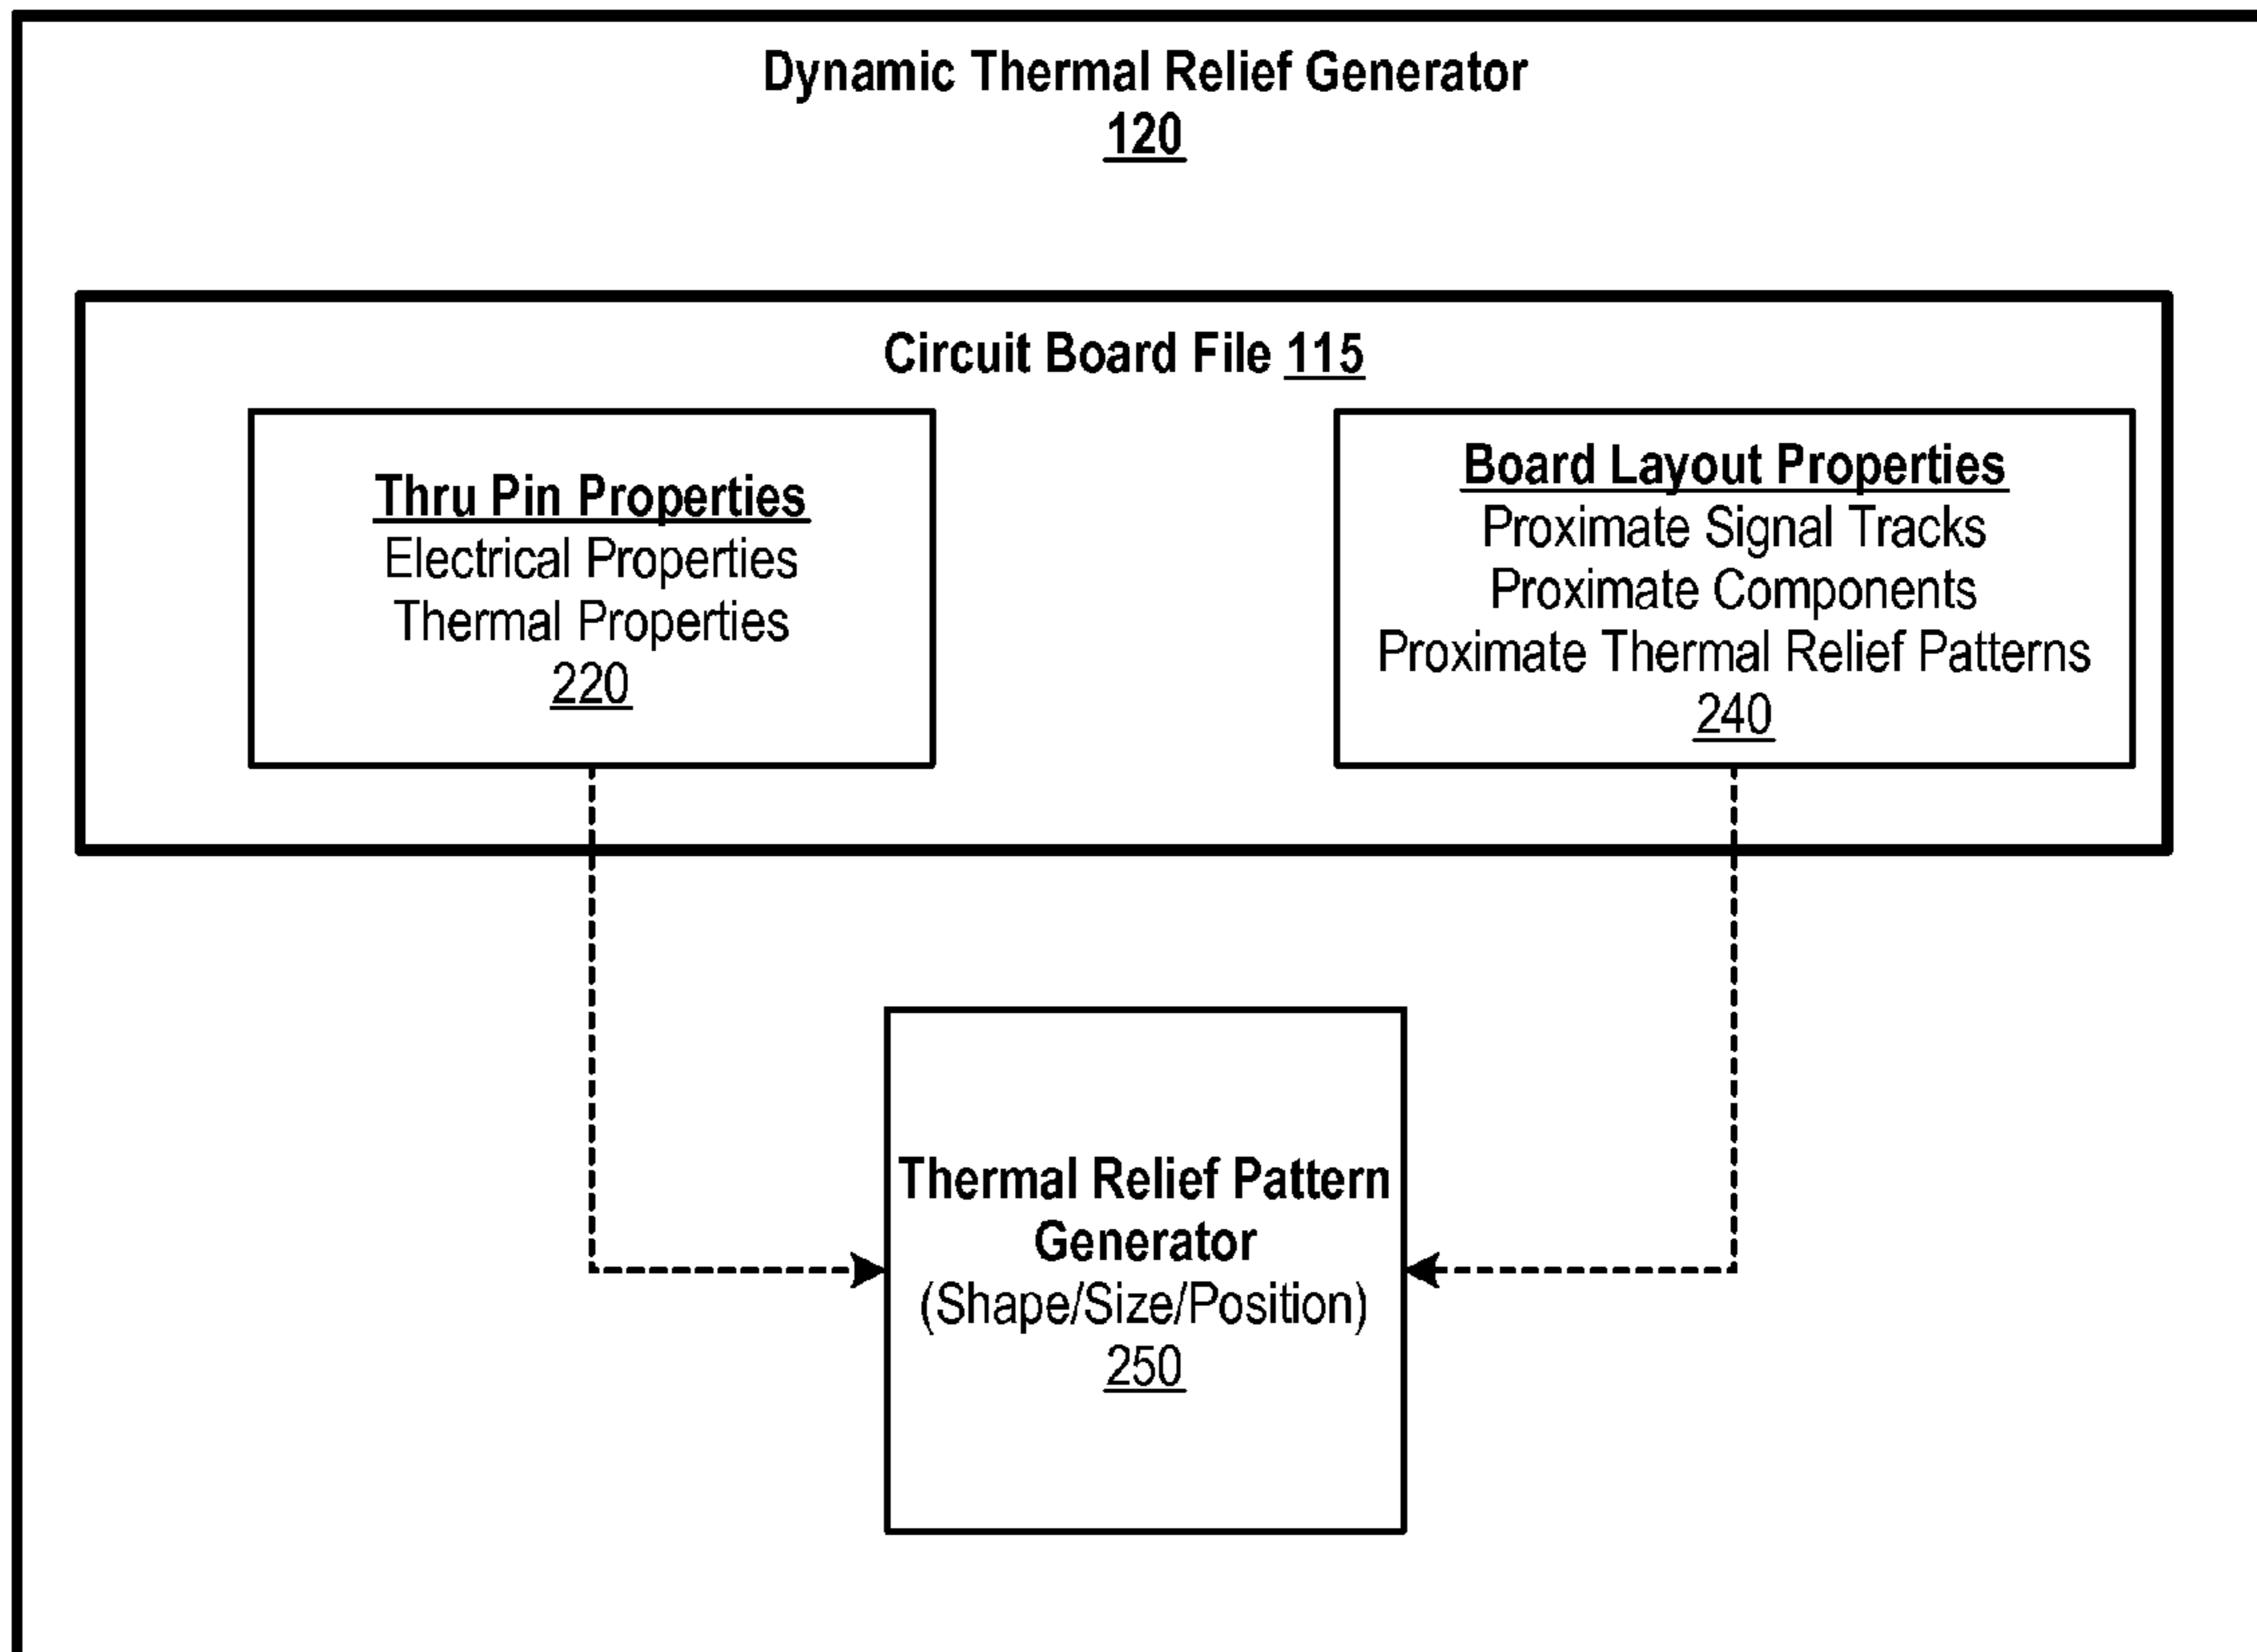 Dynamic Thermal Relief Generator
120
Circuit Board File 115
Thru Pin Properties
Electrical Properties
Thermal Properties
220
Board Layout Properties
Proximate Signal Tracks
Proximate Components
Proximate Thermal Relief Patterns
240
Thermal Relief Pattern
Generator
(Shape/Size/Position)
250